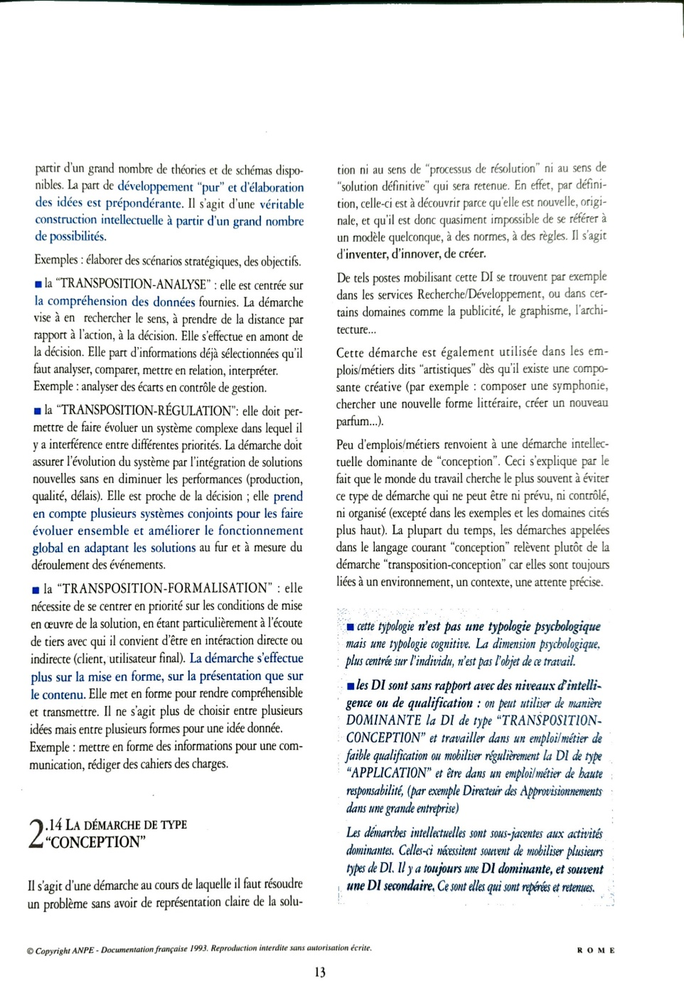 partir d'un grand nombre de théories et de schémas dispo-
nibles. La part de développement "pur" et d'élaboration
des idées est prépondérante. Il s'agit d'une véritable
construction intellectuelle à partir d'un grand nombre
de possibilités.
Exemples : élaborer des scénarios stratégiques, des objectifs.
■ la "TRANSPOSITION-ANALYSE" : elle est centrée sur
la compréhension des données fournies. La démarche
vise à en rechercher le sens, à prendre de la distance par
rapport à l'action, à la décision. Elle s'effectue en amont de
la décision. Elle part d'informations déjà sélectionnées qu'il
faut analyser, comparer, mettre en relation, interpréter.
Exemple : analyser des écarts en contrôle de gestion.
■ la "TRANSPOSITION-RÉGULATION": elle doit per-
mettre de faire évoluer un système complexe dans lequel il
y a interférence entre différentes priorités. La démarche doit
assurer l'évolution du système par l'intégration de solutions
nouvelles sans en diminuer les performances (production,
qualité, délais). Elle est proche de la décision ; elle prend
en compte plusieurs systèmes conjoints pour les faire
évoluer ensemble et améliorer le fonctionnement
global en adaptant les solutions au fur et à mesure du
déroulement des événements.
■ la "TRANSPOSITION-FORMALISATION" : elle
nécessite de se centrer en priorité sur les conditions de mise
en œuvre de la solution, en étant particulièrement à l'écoute
de tiers avec qui il convient d'être en intéraction directe ou
indirecte (client, utilisateur final). La démarche s'effectue
plus sur la mise en forme, sur la présentation que sur
le contenu. Elle met en forme pour rendre compréhensible
et transmettre. Il ne s'agit plus de choisir entre plusieurs
idées mais entre plusieurs formes pour une idée donnée.
Exemple : mettre en forme des informations pour une com-
munication, rédiger des cahiers des charges.
2.14 LA DÉMARCHE DE TYPE
"CONCEPTION"
Il s'agit d'une démarche au cours de laquelle il faut résoudre
un problème sans avoir de représentation claire de la solu-
tion ni au sens de "processus de résolution" ni au sens de
"solution définitive" qui sera retenue. En effet, par défini-
tion, celle-ci est à découvrir parce qu'elle est nouvelle, origi-
nale, et qu'il est donc quasiment impossible de se référer à
un modèle quelconque, à des normes, à des règles. Il s'agit
d'inventer, d'innover, de créer.
De tels postes mobilisant cette DI se trouvent par exemple
dans les services Recherche/Développement, ou dans cer-
tains domaines comme la publicité, le graphisme, l'archi-
tecture...
Cette démarche est également utilisée dans les em-
plois/métiers dits "artistiques" dès qu'il existe une compo-
sante créative (par exemple : composer une symphonie,
chercher une nouvelle forme littéraire, créer un nouveau
parfum...).
Peu d'emplois/métiers renvoient à une démarche intellec-
tuelle dominante de "conception". Ceci s'explique par le
fait que le monde du travail cherche le plus souvent à éviter
ce type de démarche qui ne peut être ni prévu, ni contrôlé,
ni organisé (excepté dans les exemples et les domaines cités
plus haut). La plupart du temps, les démarches appelées
dans le langage courant "conception" relèvent plutôt de la
démarche "transposition-conception" car elles sont toujours
liées à un environnement, un contexte, une attente précise.
■ cette typologie n'est pas une typologie psychologique
mais une typologie cognitive. La dimension psychologique,
plus centrée sur l'individu, n'est pas l'objet de ce travail.
■ les DI sont sans rapport avec des niveaux d'intelli-
gence ou de qualification : on peut utiliser de manière
DOMINANTE la DI de type "TRANSPOSITION-
CONCEPTION" et travailler dans un emploi/métier de
faible qualification ou mobiliser régulièrement la DI de type
"APPLICATION" et être dans un emploi/métier de haute
responsabilité, (par exemple Directeur des Approvisionnements
dans une grande entreprise)
Les démarches intellectuelles sont sous-jacentes aux activités
dominantes. Celles-ci nécessitent souvent de mobiliser plusieurs
types de DI. Il y a toujours une DI dominante, et souvent
une DI secondaire. Ce sont elles qui sont repérées et retenues.
© Copyright ANPE - Documentation française 1993. Reproduction interdite sans autorisation écrite.
ROME
13